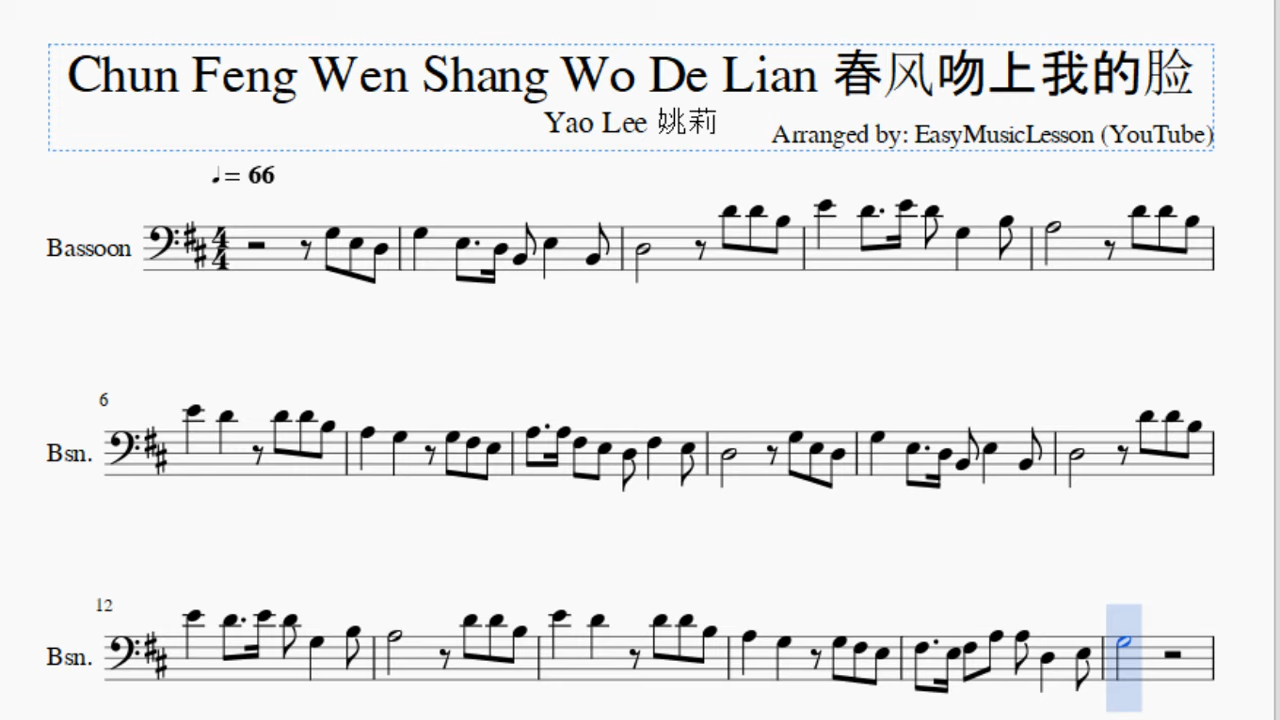 Chun Feng Wen Shang Wo De Lian 春风吻上我的脸
Yao Lee 姚莉
Arranged by: EasyMusicLesson (YouTube)
♩= 66
Bassoon
4
4
6
Bsn.
12
Bsn.